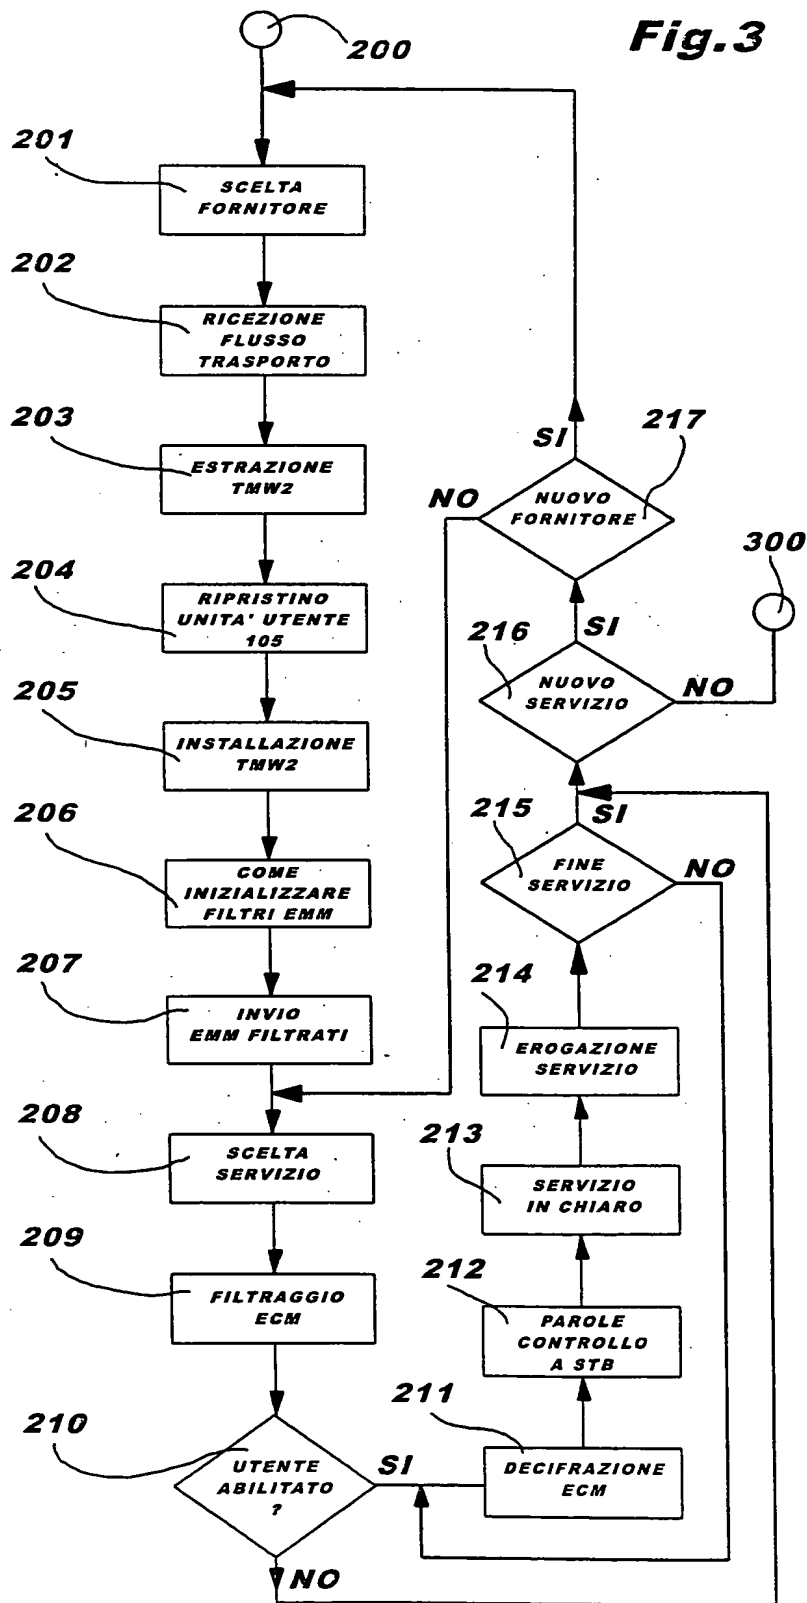 Fig.3
200
201
SCELTA
FORNITORE
202
RICEZIONE
FLUSSO
TRASPORTO
203
ESTRAZIONE
TMW2
204
RIPRISTINO
UNITA' UTENTE
105
205
INSTALLAZIONE
TMW2
206
COME
INIZIALIZZARE
FILTRI EMM
207
INVIO
EMM FILTRATI
208
SCELTA
SERVIZIO
209
FILTRAGGIO
ECM
210
UTENTE
ABILITATO
?
SI
NO
211
DECIFRAZIONE
ECM
212
PAROLE
CONTROLLO
A STB
213
SERVIZIO
IN CHIARO
214
EROGAZIONE
SERVIZIO
215
FINE
SERVIZIO
SI
NO
216
NUOVO
SERVIZIO
SI
NO
300
217
NUOVO
FORNITORE
SI
NO